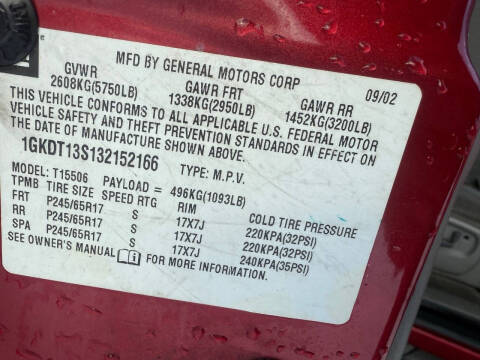 MFD BY GENERAL MOTORS CORP
GVWR GAWR FRT GAWR RR 09/02
2608KG(5750LB) 1338KG(2950LB) 1452KG(3200LB)
THIS VEHICLE CONFORMS TO ALL APPLICABLE U.S. FEDERAL MOTOR
VEHICLE SAFETY AND THEFT PREVENTION STANDARDS IN EFFECT ON
THE DATE OF MANUFACTURE SHOWN ABOVE.
1GKDT13S132152166 TYPE: M.P.V.
MODEL: T15506 PAYLOAD = 496KG(1093LB)
TPMB TIRE SIZE SPEED RTG RIM COLD TIRE PRESSURE
FRT P245/65R17 S 17X7J 220KPA(32PSI)
RR P245/65R17 S 17X7J 220KPA(32PSI)
SPA P245/65R17 S 17X7J 240KPA(35PSI)
SEE OWNER'S MANUAL FOR MORE INFORMATION.